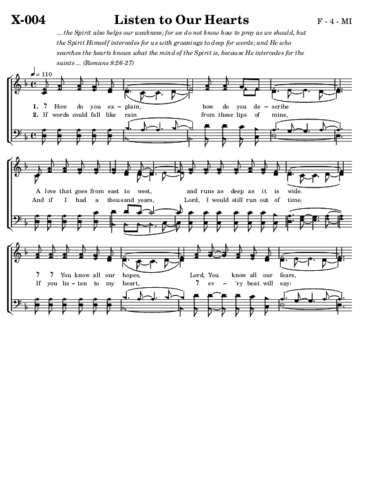 X-004 Listen to Our Hearts F - 4 - MI
... the Spirit also helps our weakness; for us do not know how to pray as we should, but
the Spirit Himself intercedes for us with groanings to deep for words; and He who
searches the hearts knows what the mind of the Spirit is, because He intercedes for the
saints ... (Romans 8:26-27)
= 110
1. How do you ex - plain, how do you de - scribe
2. If words could fall like rain from these lips of mine,
A love that goes from east to west, and runs as deep as it is wide.
And if I had a thousand years, Lord, I would still run out of time.
You know all our hopes, Lord, You know all our fears,
If you lis - ten to my heart, ev - 'ry beat will say: